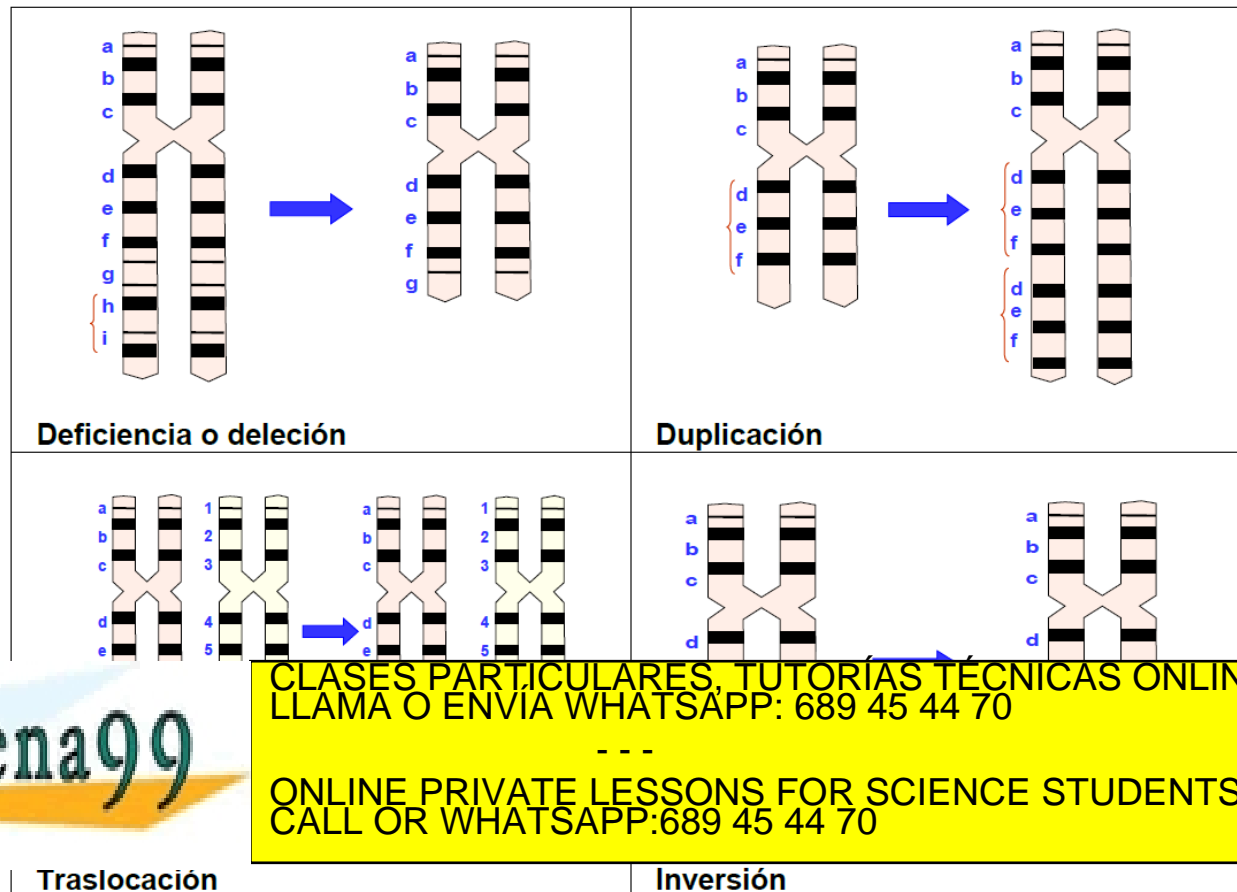 a
b
c
d
e
f
g
h
i
a
b
c
d
e
f
g
Deficiencia o deleción
a
b
c
d
e
f
a
b
c
d
e
f
d
e
f
Duplicación
a
b
c
d
e
1
2
3
4
5
a
b
c
d
e
1
2
3
4
5
Traslocación
a
b
c
d
a
b
c
d
Inversión
na99
CLASES PARTICULARES, TUTORÍAS TÉCNICAS ONLIN
LLAMA O ENVÍA WHATSAPP: 689 45 44 70
- - -
ONLINE PRIVATE LESSONS FOR SCIENCE STUDENTS
CALL OR WHATSAPP:689 45 44 70